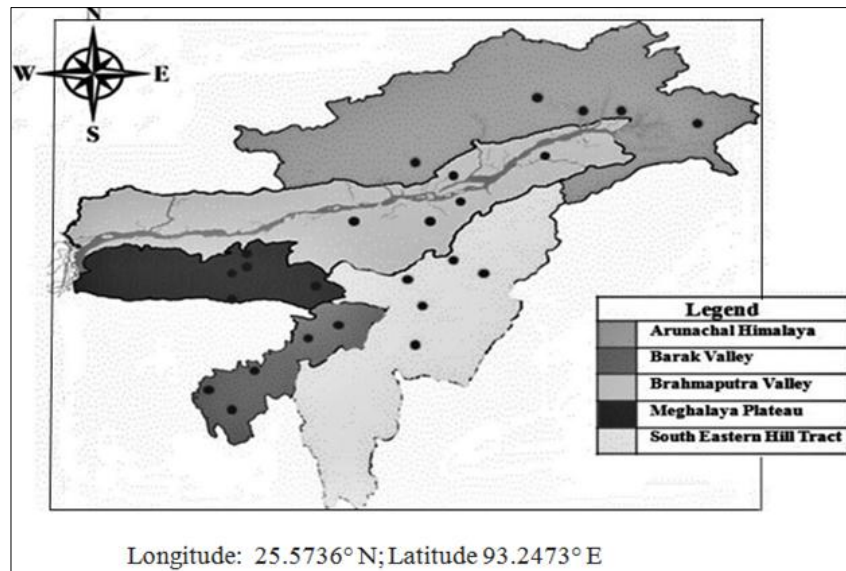 N
W E
S
Legend
Arunachal Himalaya
Barak Valley
Brahmaputra Valley
Meghalaya Plateau
South Eastern Hill Tract
Longitude: 25.5736° N; Latitude 93.2473° E